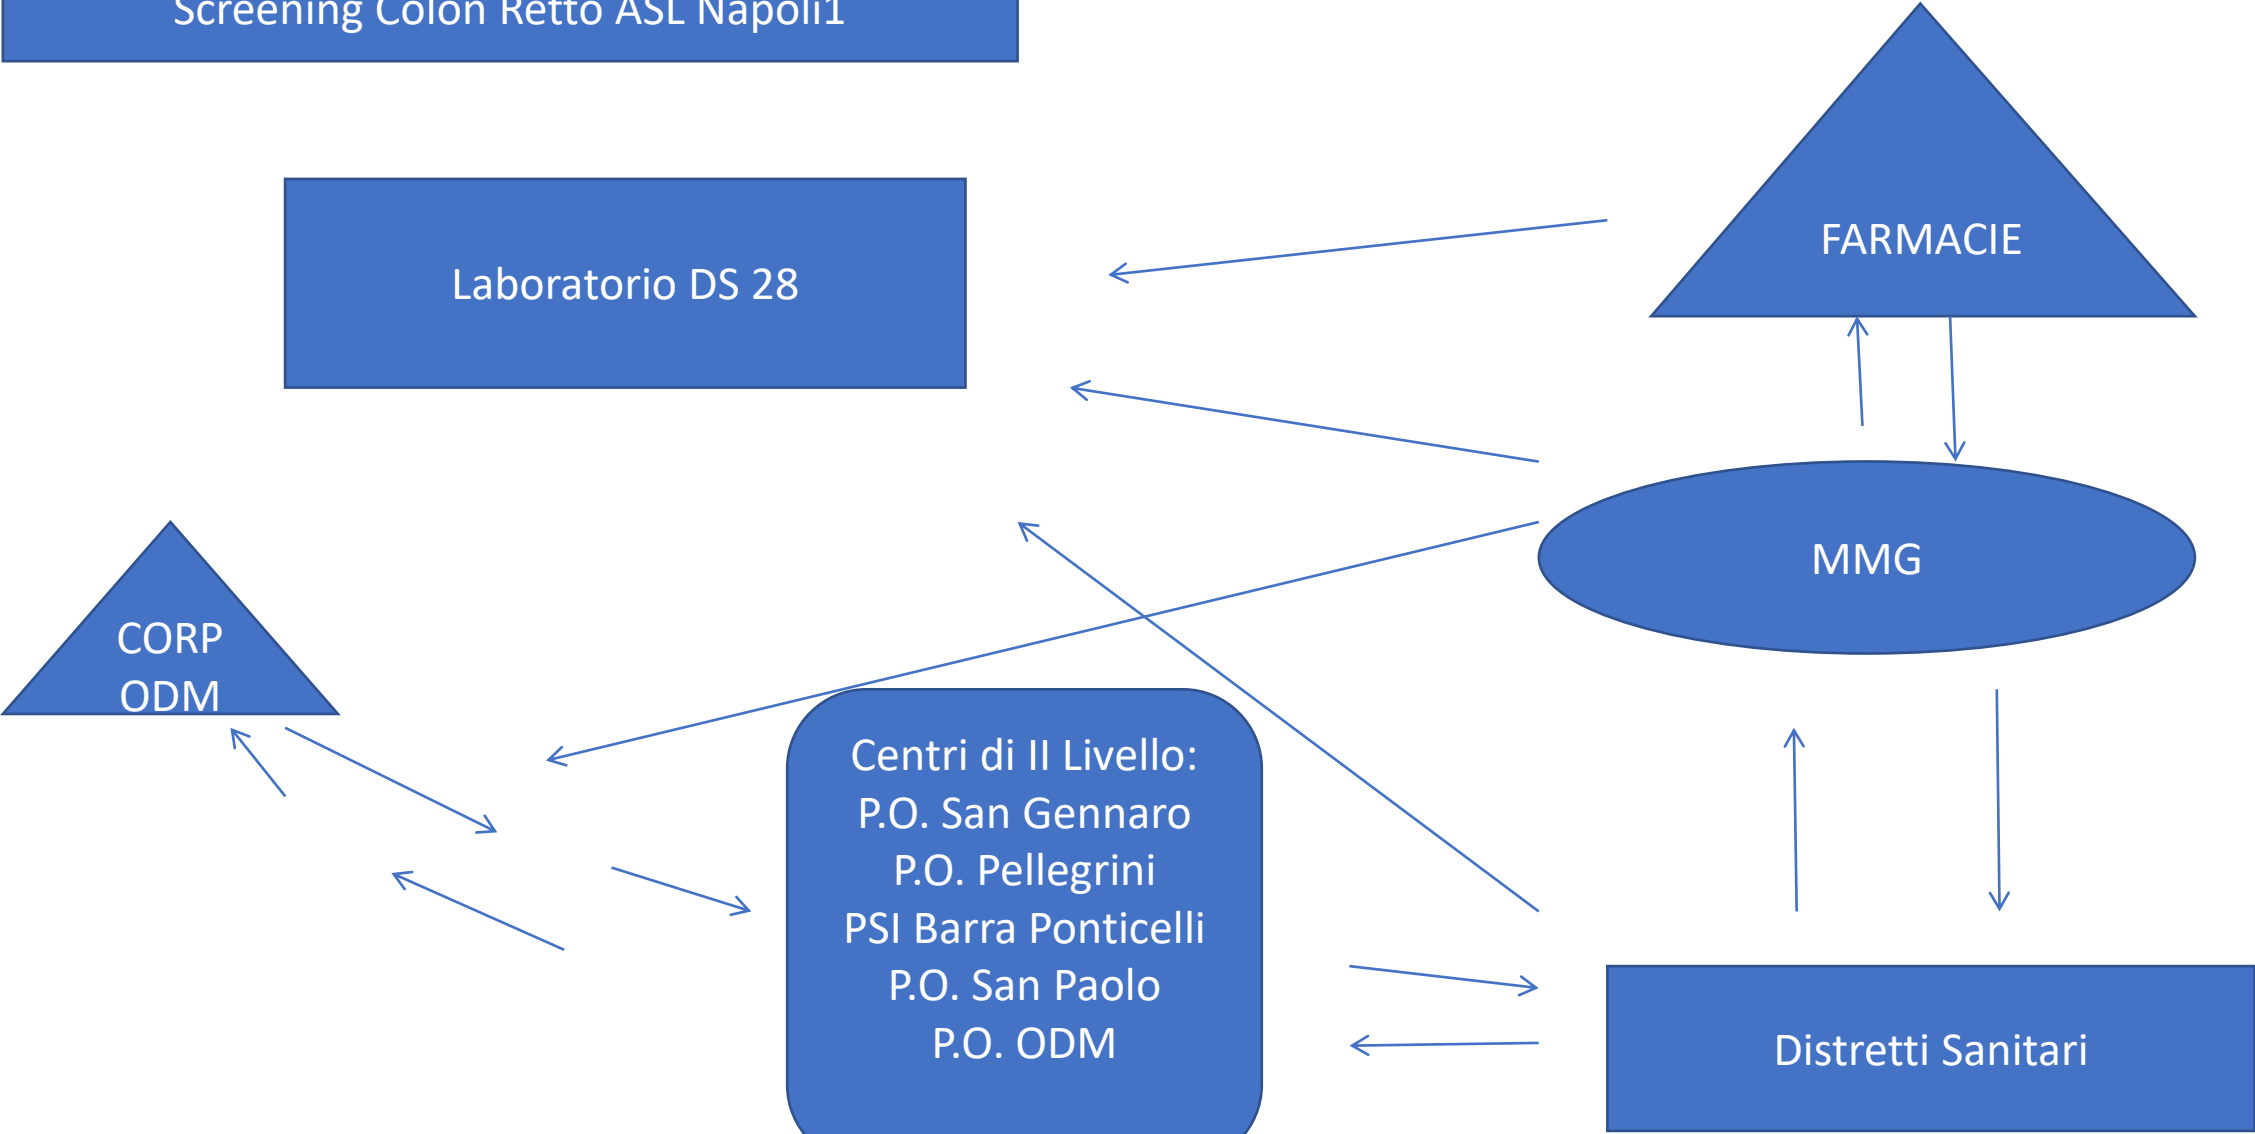 Screening Colon Retto ASL Napoli1
FARMACIE
Laboratorio DS 28
MMG
CORP
ODM
Centri di II Livello:
P.O. San Gennaro
P.O. Pellegrini
PSI Barra Ponticelli
P.O. San Paolo
P.O. ODM
Distretti Sanitari